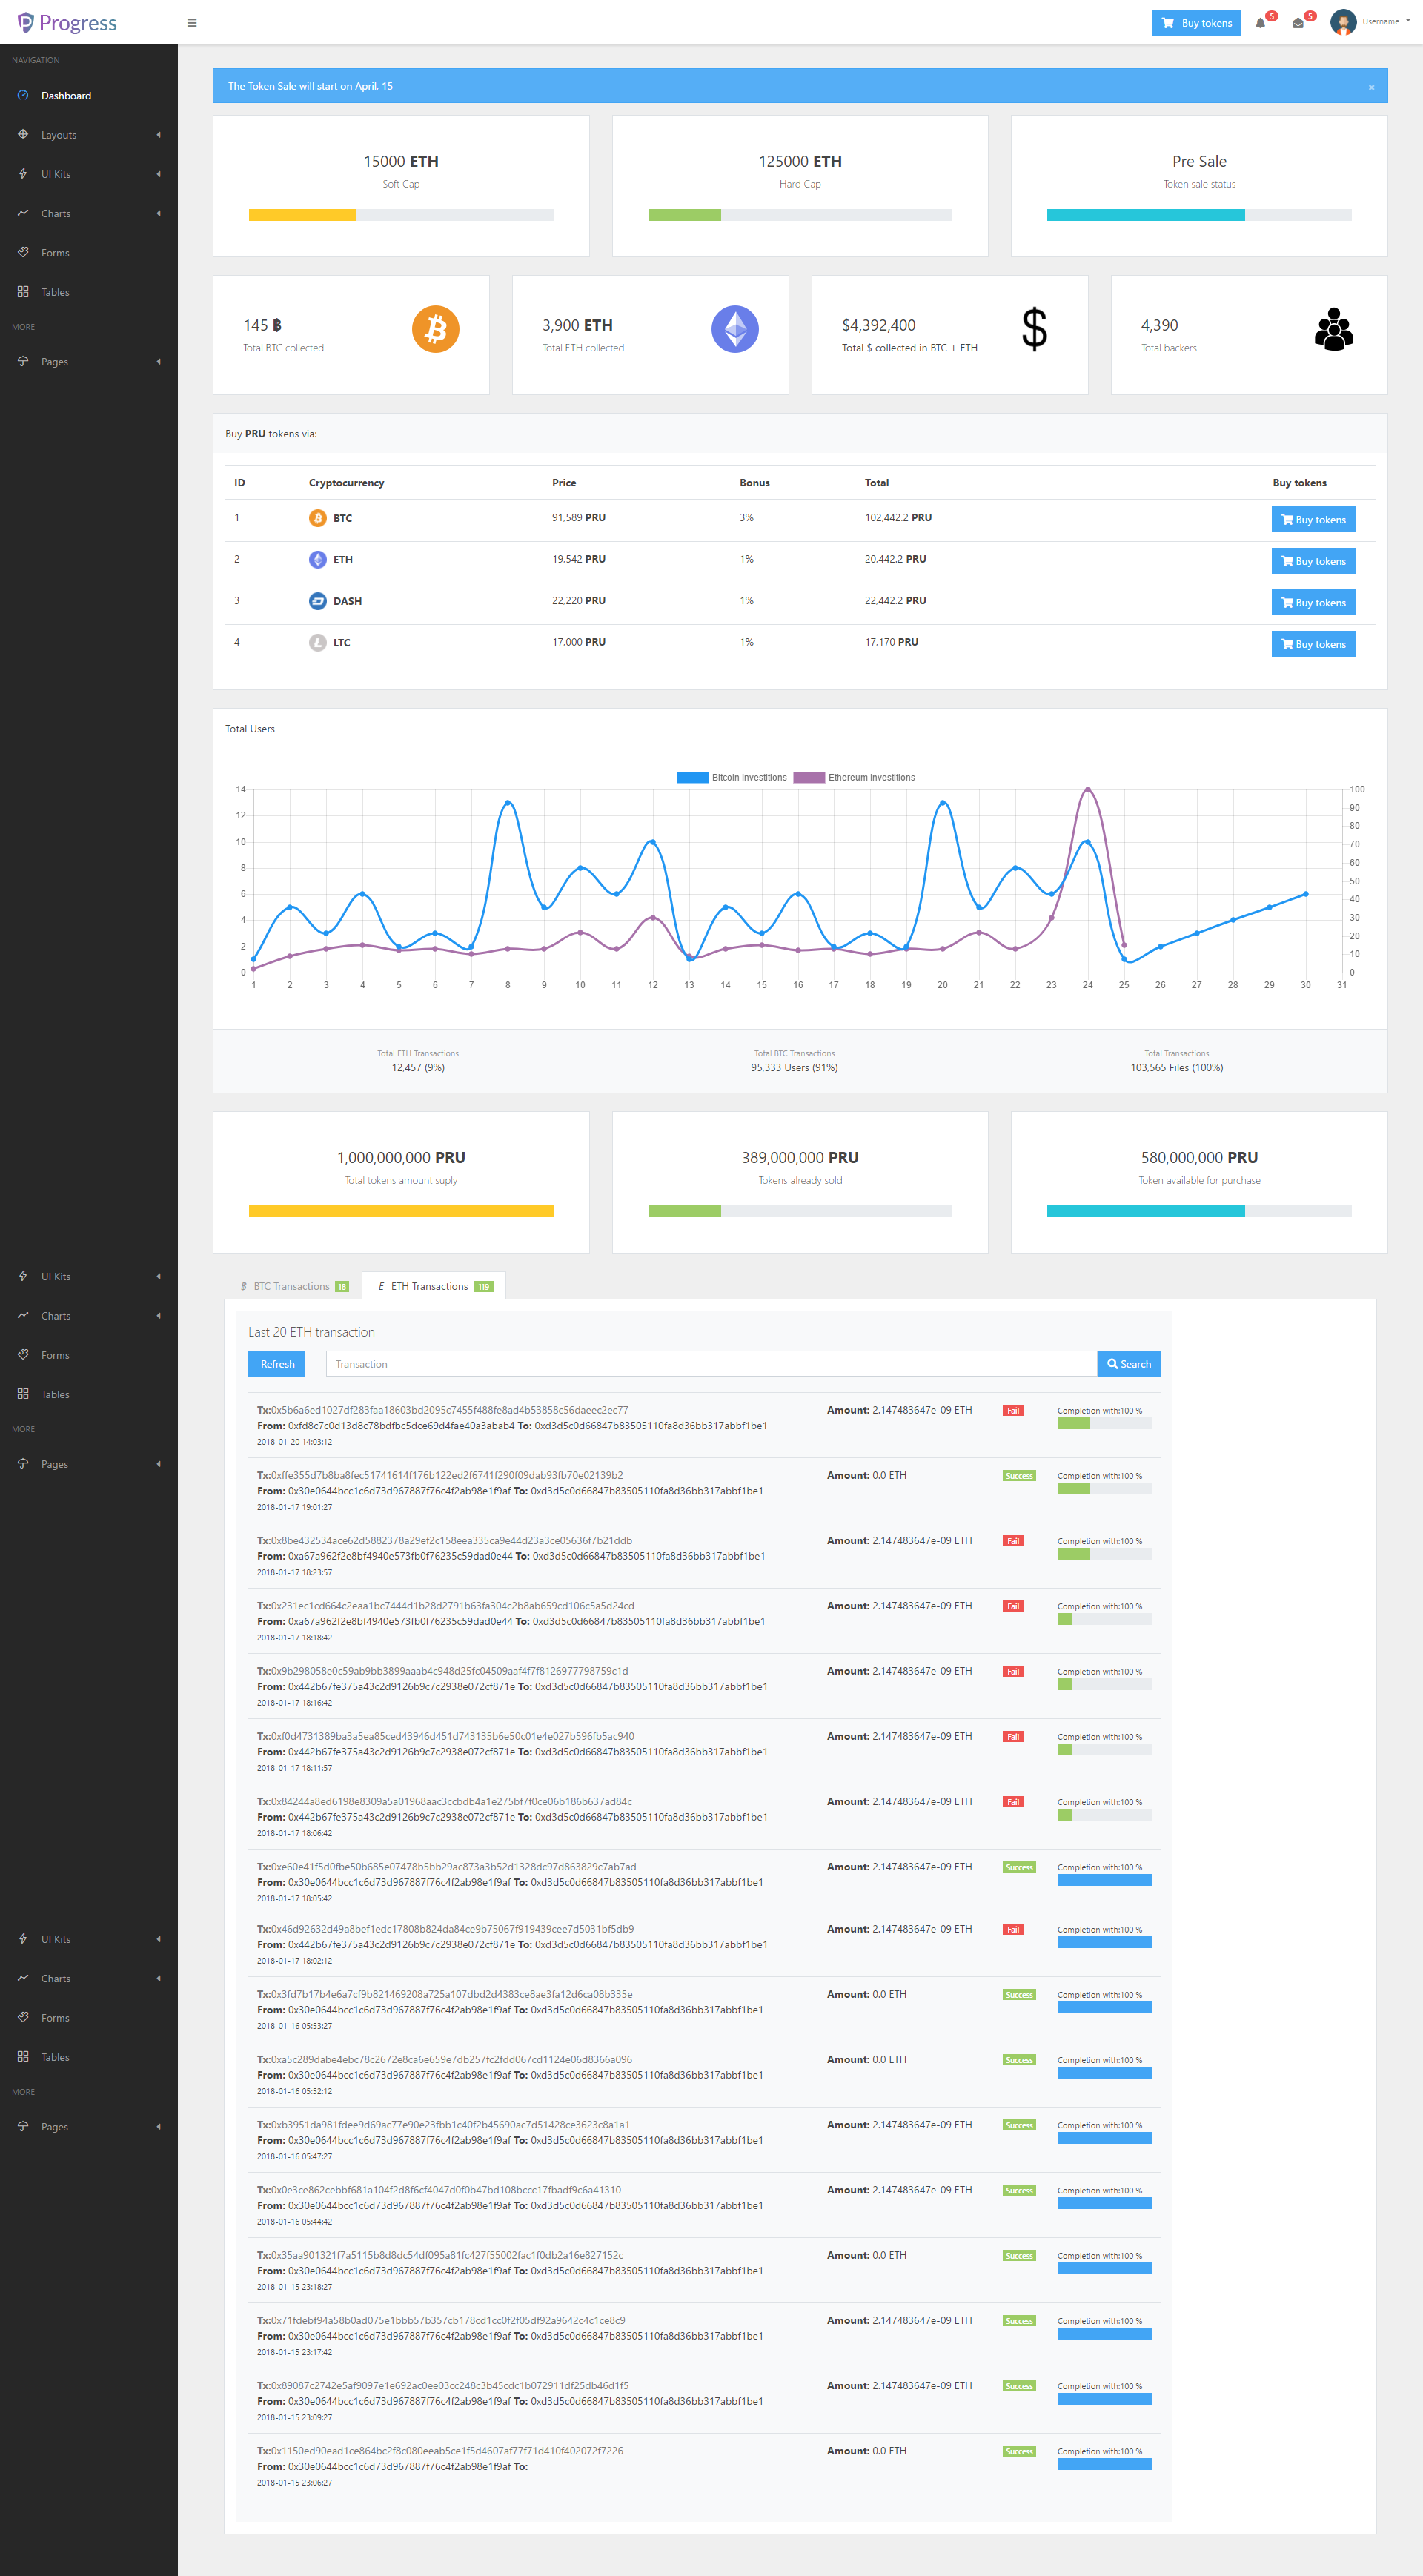 Progress
Buy tokens
5
5
Username
NAVIGATION
Dashboard
Layouts
UI Kits
Charts
Forms
Tables
MORE
Pages
The Token Sale will start on April, 15
×
15000 ETH
Soft Cap
125000 ETH
Hard Cap
Pre Sale
Token sale status
145 ฿
Total BTC collected
3,900 ETH
Total ETH collected
$4,392,400
Total $ collected in BTC + ETH
$
4,390
Total backers
Buy PRU tokens via:
ID Cryptocurrency Price Bonus Total Buy tokens
1 BTC 91,589 PRU 3% 102,442.2 PRU Buy tokens
2 ETH 19,542 PRU 1% 20,442.2 PRU Buy tokens
3 DASH 22,220 PRU 1% 22,442.2 PRU Buy tokens
4 LTC 17,000 PRU 1% 17,170 PRU Buy tokens
Total Users
Bitcoin Investitions Ethereum Investitions
14 100
12 90
10 80
8 70
6 60
4 50
2 40
0 30
20
10
0
1 2 3 4 5 6 7 8 9 10 11 12 13 14 15 16 17 18 19 20 21 22 23 24 25 26 27 28 29 30 31
Total ETH Transactions
12,457 (9%)
Total BTC Transactions
95,333 Users (91%)
Total Transactions
103,565 Files (100%)
1,000,000,000 PRU
Total tokens amount suply
389,000,000 PRU
Tokens already sold
580,000,000 PRU
Token available for purchase
UI Kits
Charts
Forms
Tables
MORE
Pages
BTC Transactions 18
E ETH Transactions 119
Last 20 ETH transaction
Refresh Transaction Search
Tx:0x5b6a6ed1027df283faa18603bd2095c7455f488fe8ad4b53858c56daeec2ec77 Amount: 2.147483647e-09 ETH Fail Completion with:100 %
From: 0xfd8c7c0d13d8c78bdfbc5dce69d4fae40a3abab4 To: 0xd3d5c0d66847b83505110fa8d36bb317abbf1be1
2018-01-20 14:03:12
Tx:0xffe355d7b8ba8fec51741614f176b122ed2f6741f290f09dab93fb70e02139b2 Amount: 0.0 ETH Success Completion with:100 %
From: 0x30e0644bcc1c6d73d967887f76c4f2ab98e1f9af To: 0xd3d5c0d66847b83505110fa8d36bb317abbf1be1
2018-01-17 19:01:27
Tx:0x8be432534ace62d5882378a29ef2c158eea335ca9e44d23a3ce05636f7b21ddb Amount: 2.147483647e-09 ETH Fail Completion with:100 %
From: 0xa67a962f2e8bf4940e573fb0f76235c59dad0e44 To: 0xd3d5c0d66847b83505110fa8d36bb317abbf1be1
2018-01-17 18:23:57
Tx:0x231ec1cd664c2eaa1bc7444d1b28d2791b63fa304c2b8ab659cd106c5a5d24cd Amount: 2.147483647e-09 ETH Fail Completion with:100 %
From: 0xa67a962f2e8bf4940e573fb0f76235c59dad0e44 To: 0xd3d5c0d66847b83505110fa8d36bb317abbf1be1
2018-01-17 18:18:42
Tx:0x9b298058e0c59ab9bb3899aaab4c948d25fc04509aaf4f7f8126977798759c1d Amount: 2.147483647e-09 ETH Fail Completion with:100 %
From: 0x442b67fe375a43c2d9126b9c7c2938e072cf871e To: 0xd3d5c0d66847b83505110fa8d36bb317abbf1be1
2018-01-17 18:16:42
Tx:0xf0d4731389ba3a5ea85ced43946d451d743135b6e50c01e4e027b596fb5ac940 Amount: 2.147483647e-09 ETH Fail Completion with:100 %
From: 0x442b67fe375a43c2d9126b9c7c2938e072cf871e To: 0xd3d5c0d66847b83505110fa8d36bb317abbf1be1
2018-01-17 18:11:57
Tx:0x84244a8ed6198e8309a5a01968aac3ccbdb4a1e275bf7f0ce06b186b637ad84c Amount: 2.147483647e-09 ETH Fail Completion with:100 %
From: 0x442b67fe375a43c2d9126b9c7c2938e072cf871e To: 0xd3d5c0d66847b83505110fa8d36bb317abbf1be1
2018-01-17 18:06:42
Tx:0xe60e41f5d0fbe50b685e07478b5bb29ac873a3b52d1328dc97d863829c7ab7ad Amount: 2.147483647e-09 ETH Success Completion with:100 %
From: 0x30e0644bcc1c6d73d967887f76c4f2ab98e1f9af To: 0xd3d5c0d66847b83505110fa8d36bb317abbf1be1
2018-01-17 18:05:42
Tx:0x46d92632d49a8bef1edc17808b824da84ce9b75067f919439cee7d5031bf5db9 Amount: 2.147483647e-09 ETH Fail Completion with:100 %
From: 0x442b67fe375a43c2d9126b9c7c2938e072cf871e To: 0xd3d5c0d66847b83505110fa8d36bb317abbf1be1
2018-01-17 18:02:12
UI Kits
Charts
Forms
Tables
MORE
Pages
Tx:0x3fd7b17b4e6a7cf9b821469208a725a107dbd2d4383ce8ae3fa12d6ca08b335e Amount: 0.0 ETH Success Completion with:100 %
From: 0x30e0644bcc1c6d73d967887f76c4f2ab98e1f9af To: 0xd3d5c0d66847b83505110fa8d36bb317abbf1be1
2018-01-16 05:53:27
Tx:0xa5c289dabe4ebc78c2672e8ca6e659e7db257fc2fdd067cd1124e06d8366a096 Amount: 0.0 ETH Success Completion with:100 %
From: 0x30e0644bcc1c6d73d967887f76c4f2ab98e1f9af To: 0xd3d5c0d66847b83505110fa8d36bb317abbf1be1
2018-01-16 05:52:12
Tx:0xb3951da981fdee9d69ac77e90e23fbb1c40f2b45690ac7d51428ce3623c8a1a1 Amount: 2.147483647e-09 ETH Success Completion with:100 %
From: 0x30e0644bcc1c6d73d967887f76c4f2ab98e1f9af To: 0xd3d5c0d66847b83505110fa8d36bb317abbf1be1
2018-01-16 05:47:27
Tx:0x0e3ce862cebbf681a104f2d8f6cf4047d0f0b47bd108bccc17fbadf9c6a41310 Amount: 2.147483647e-09 ETH Success Completion with:100 %
From: 0x30e0644bcc1c6d73d967887f76c4f2ab98e1f9af To: 0xd3d5c0d66847b83505110fa8d36bb317abbf1be1
2018-01-16 05:44:42
Tx:0x35aa901321f7a5115b8d8dc54df095a81fc427f55002fac1f0db2a16e827152c Amount: 0.0 ETH Success Completion with:100 %
From: 0x30e0644bcc1c6d73d967887f76c4f2ab98e1f9af To: 0xd3d5c0d66847b83505110fa8d36bb317abbf1be1
2018-01-15 23:18:27
Tx:0x71fdebf94a58b0ad075e1bbb57b357cb178cd1cc0f2f05df92a9642c4c1ce8c9 Amount: 2.147483647e-09 ETH Success Completion with:100 %
From: 0x30e0644bcc1c6d73d967887f76c4f2ab98e1f9af To: 0xd3d5c0d66847b83505110fa8d36bb317abbf1be1
2018-01-15 23:17:42
Tx:0x89087c2742e5af9097e1e692ac0ee03cc248c3b45cdc1b072911df25db46d1f5 Amount: 2.147483647e-09 ETH Success Completion with:100 %
From: 0x30e0644bcc1c6d73d967887f76c4f2ab98e1f9af To: 0xd3d5c0d66847b83505110fa8d36bb317abbf1be1
2018-01-15 23:09:27
Tx:0x1150ed90ead1ce864bc2f8c080eeab5ce1f5d4607af77f71d410f402072f7226 Amount: 0.0 ETH Success Completion with:100 %
From: 0x30e0644bcc1c6d73d967887f76c4f2ab98e1f9af To:
2018-01-15 23:06:27